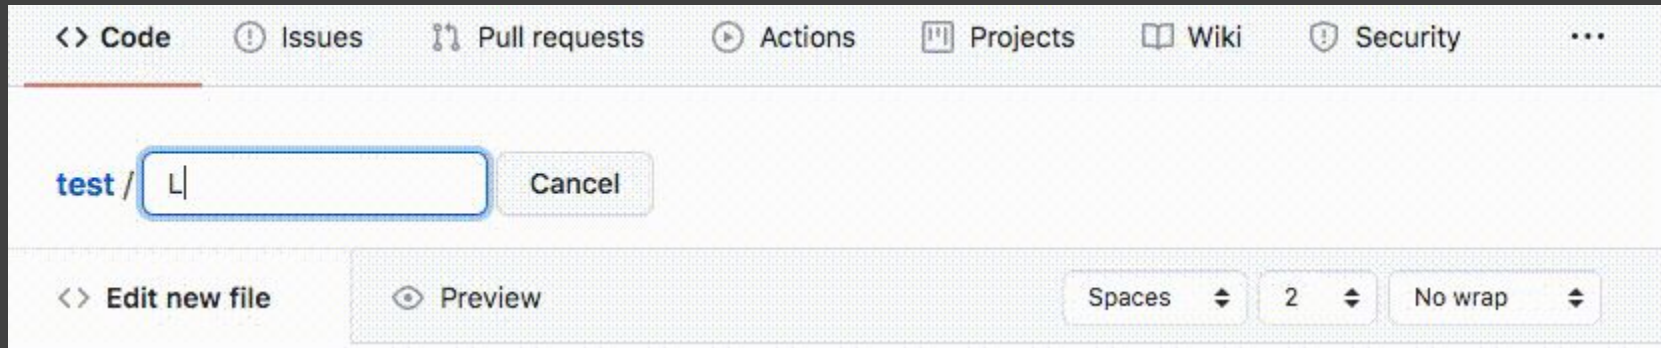 <> Code Issues Pull requests Actions Projects Wiki Security ...
test / L Cancel
<> Edit new file Preview Spaces 2 No wrap